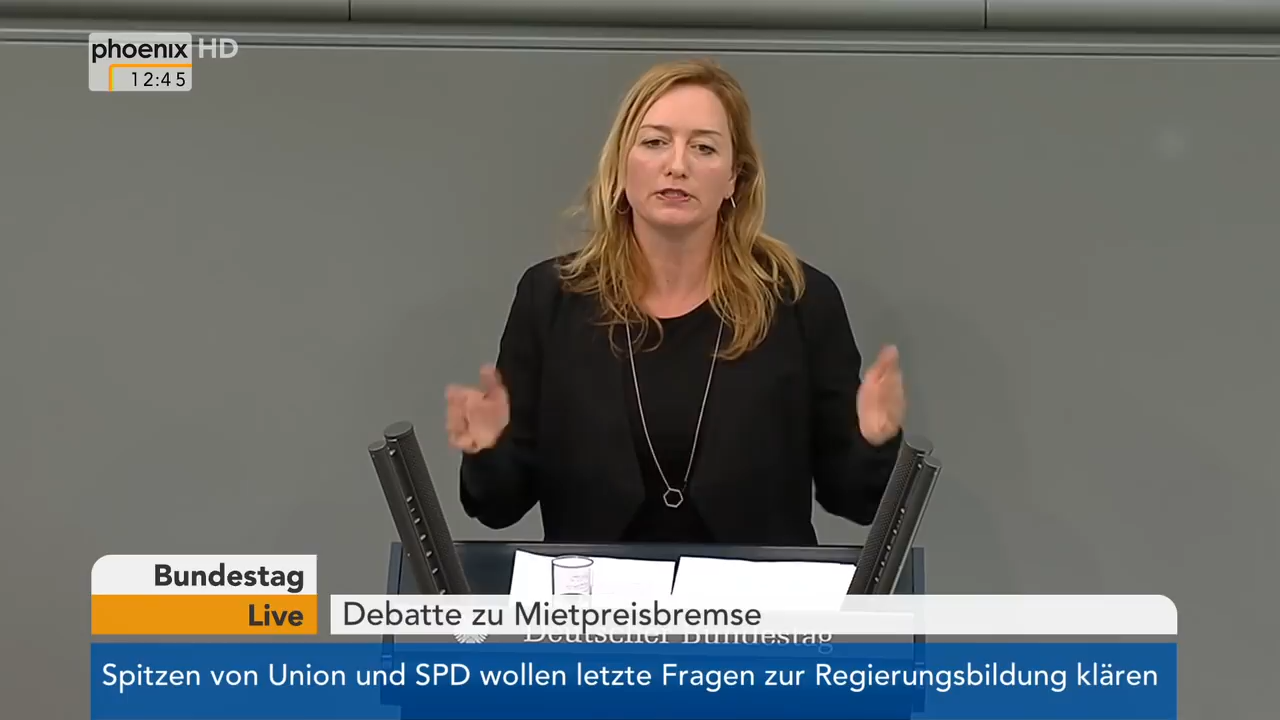 phoenix HD
12:45
Bundestag
Live
Debatte zu Mietpreisbremse
Deutscher Bundestag
Spitzen von Union und SPD wollen letzte Fragen zur Regierungsbildung klären